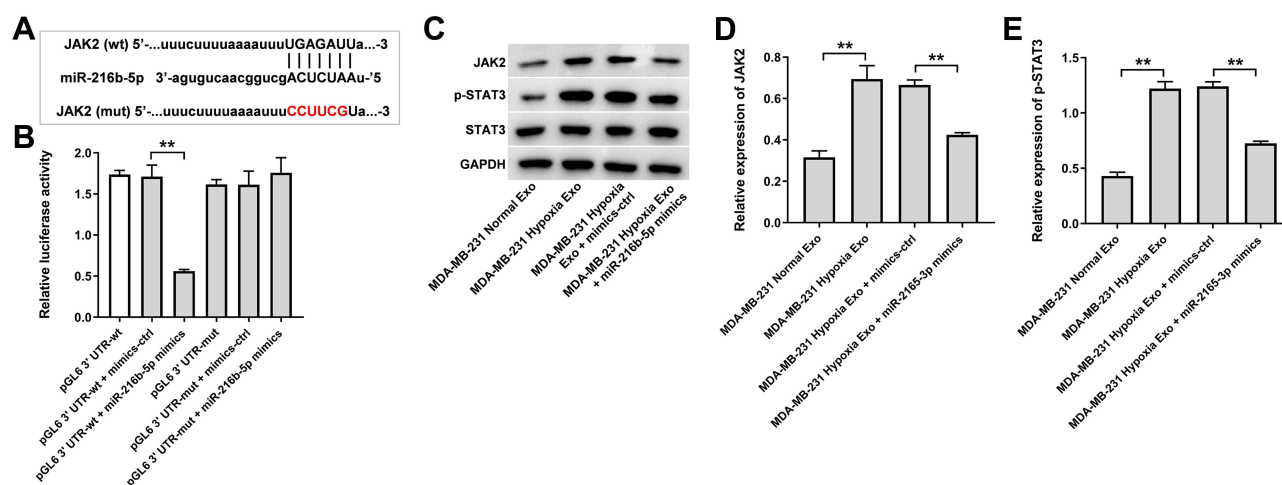 A
JAK2 (wt) 5’-...uuucuuuuaaaauuuUGAGAUUa...-3
miR-216b-5p 3’-agugucaacggucgACUCUAAu-’5
JAK2 (mut) 5’-...uuucuuuuaaaauuuCCUUCGUa...-3
B
Relative luciferase activity
2.0
1.5
1.0
0.5
0.0
**
pGL6 3' UTR-wt
pGL6 3' UTR-wt + mimics-ctrl
pGL6 3' UTR-wt + miR-216b-5p mimics
pGL6 3' UTR-mut
pGL6 3' UTR-mut + mimics-ctrl
pGL6 3' UTR-mut + miR-216b-5p mimics
C
JAK2
p-STAT3
STAT3
GAPDH
MDA-MB-231 Normal Exo
MDA-MB-231 Hypoxia Exo
MDA-MB-231 Hypoxia
Exo + mimics-ctrl
MDA-MB-231 Hypoxia Exo
+ miR-216b-5p mimics
D
Relative expression of JAK2
0.8
0.6
0.4
0.2
0.0
**
**
MDA-MB-231 Normal Exo
MDA-MB-231 Hypoxia Exo
MDA-MB-231 Hypoxia Exo + mimics-ctrl
MDA-MB-231 Hypoxia Exo + miR-2165-3p mimics
E
Relative expression of p-STAT3
1.5
1.0
0.5
0.0
**
**
MDA-MB-231 Normal Exo
MDA-MB-231 Hypoxia Exo
MDA-MB-231 Hypoxia Exo + mimics-ctrl
MDA-MB-231 Hypoxia Exo + miR-2165-3p mimics